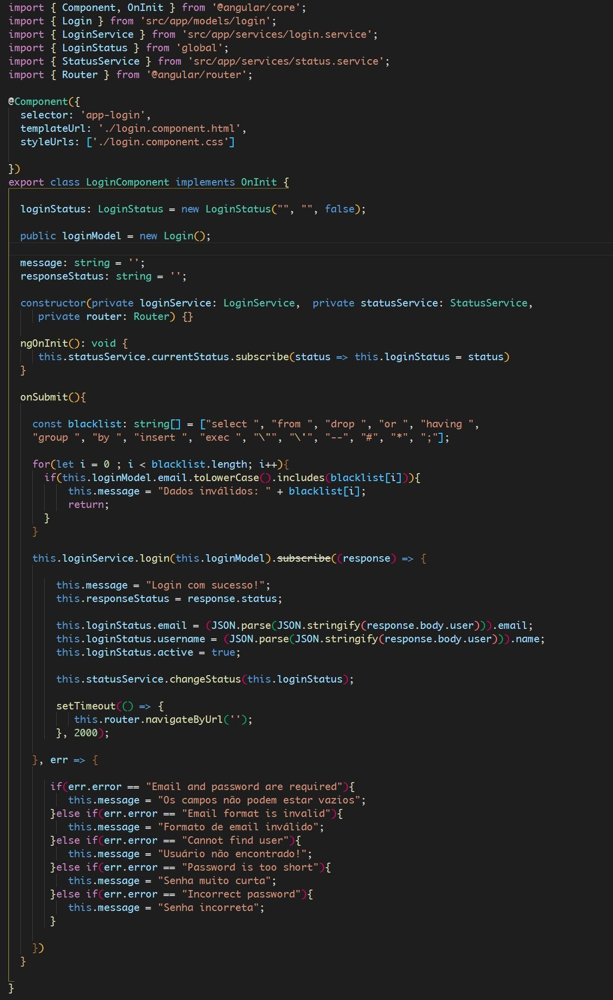 import { Component, OnInit } from '@angular/core';
import { Login } from 'src/app/models/login';
import { LoginService } from 'src/app/services/login.service';
import { LoginStatus } from 'global';
import { StatusService } from 'src/app/services/status.service';
import { Router } from '@angular/router';
@Component({
selector: 'app-login',
templateUrl: './login.component.html',
styleUrls: ['./login.component.css']
})
export class LoginComponent implements OnInit {
loginStatus: LoginStatus = new LoginStatus("", "", false);
public loginModel = new Login();
message: string = '';
responseStatus: string = '';
constructor(private loginService: LoginService,  private statusService: StatusService,
private router: Router) {}
ngOnInit(): void {
this.statusService.currentStatus.subscribe(status => this.loginStatus = status)
}
onSubmit(){
const blacklist: string[] = ["select ", "from ", "drop ", "or ", "having ",
"group ", "by ", "insert ", "exec ", "\"", "\'", "--", "#", "*", ";"];
for(let i = 0 ; i < blacklist.length; i++){
if(this.loginModel.email.toLowerCase().includes(blacklist[i])){
this.message = "Dados inválidos: " + blacklist[i];
return;
}
}
this.loginService.login(this.loginModel).subscribe((response) => {
this.message = "Login com sucesso!";
this.responseStatus = response.status;
this.loginStatus.email = (JSON.parse(JSON.stringify(response.body.user))).email;
this.loginStatus.username = (JSON.parse(JSON.stringify(response.body.user))).name;
this.loginStatus.active = true;
this.statusService.changeStatus(this.loginStatus);
setTimeout(() => {
this.router.navigateByUrl('');
}, 2000);
}, err => {
if(err.error == "Email and password are required"){
this.message = "Os campos não podem estar vazios";
}else if(err.error == "Email format is invalid"){
this.message = "Formato de email inválido";
}else if(err.error == "Cannot find user"){
this.message = "Usuário não encontrado!";
}else if(err.error == "Password is too short"){
this.message = "Senha muito curta";
}else if(err.error == "Incorrect password"){
this.message = "Senha incorreta";
}
})
}
}